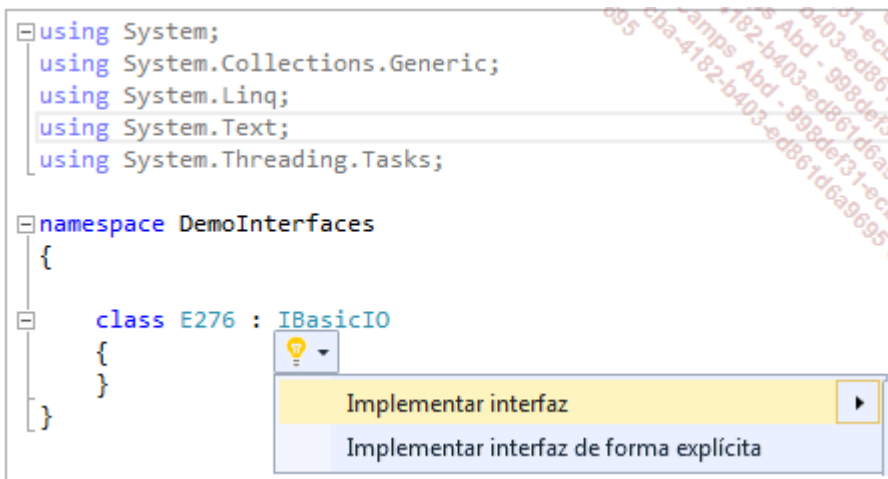 using System;
using System.Collections.Generic;
using System.Linq;
using System.Text;
using System.Threading.Tasks;
namespace DemoInterfaces
{
class E276 : IBasicIO
{
}
}
Implementar interfaz
Implementar interfaz de forma explícita